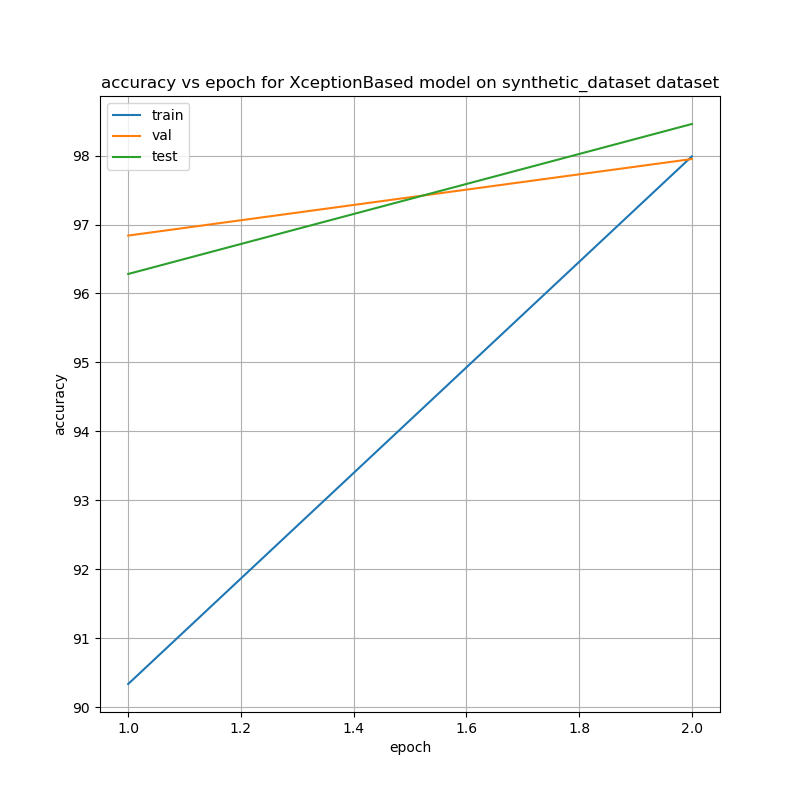 accuracy vs epoch for XceptionBased model on synthetic_dataset dataset
train
val
test
98
97
96
95
94
93
92
91
90
accuracy
1.0 1.2 1.4 1.6 1.8 2.0
epoch